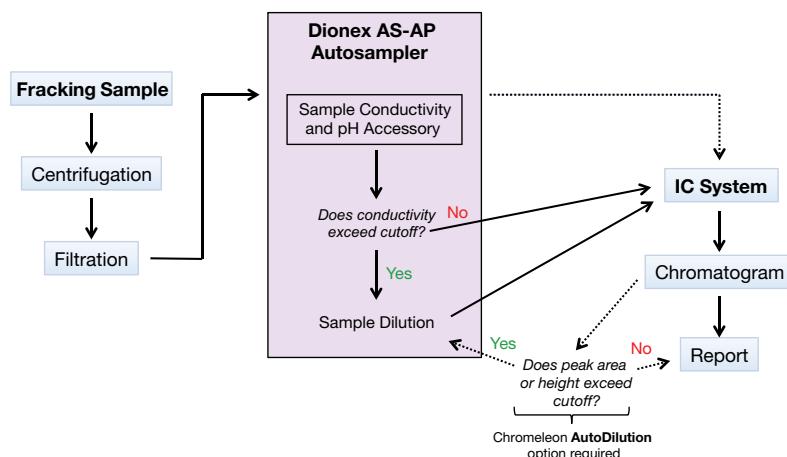 Dionex AS-AP
Autosampler
Fracking Sample
Centrifugation
Filtration
Sample Conductivity
and pH Accessory
Does conductivity
exceed cutoff?
No
Yes
Sample Dilution
IC System
Chromatogram
Report
Yes
Does peak area
or height exceed
cutoff?
No
Chromeleon AutoDilution
option required